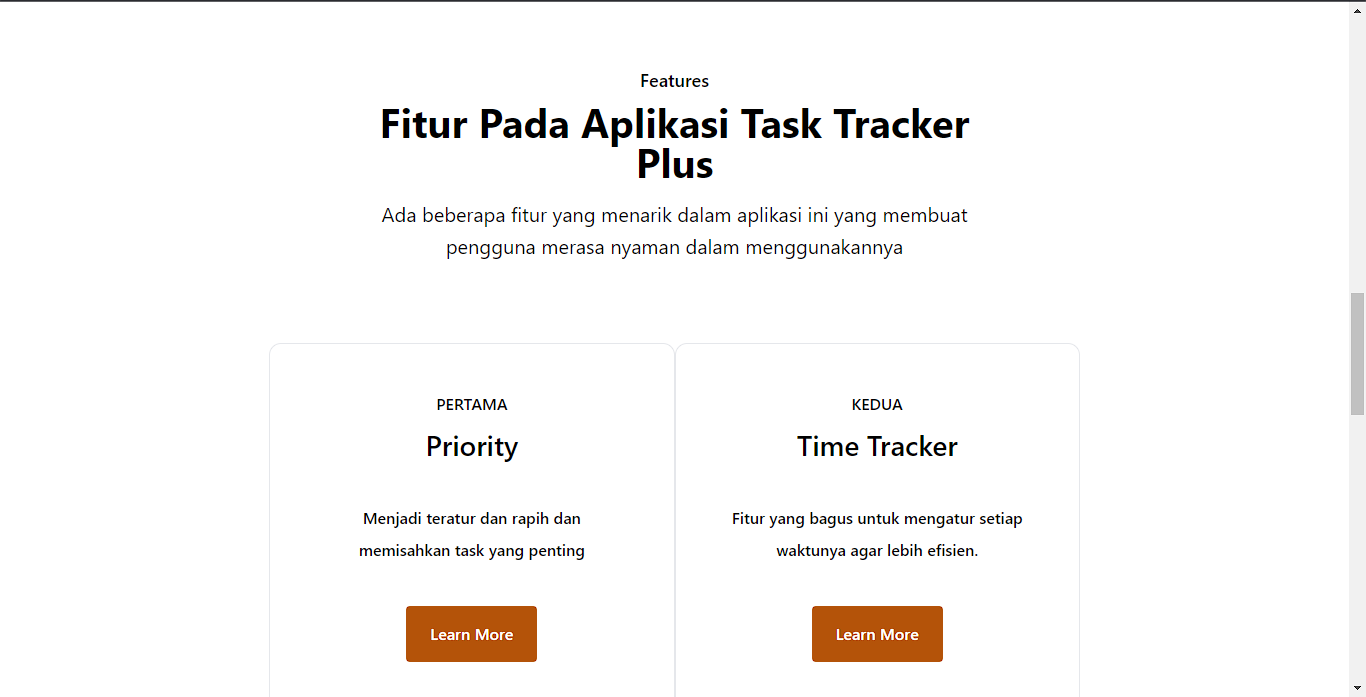 Features
Fitur Pada Aplikasi Task Tracker
Plus
Ada beberapa fitur yang menarik dalam aplikasi ini yang membuat
pengguna merasa nyaman dalam menggunakannya
PERTAMA
Priority
Menjadi teratur dan rapih dan
memisahkan task yang penting
Learn More
KEDUA
Time Tracker
Fitur yang bagus untuk mengatur setiap
waktunya agar lebih efisien.
Learn More